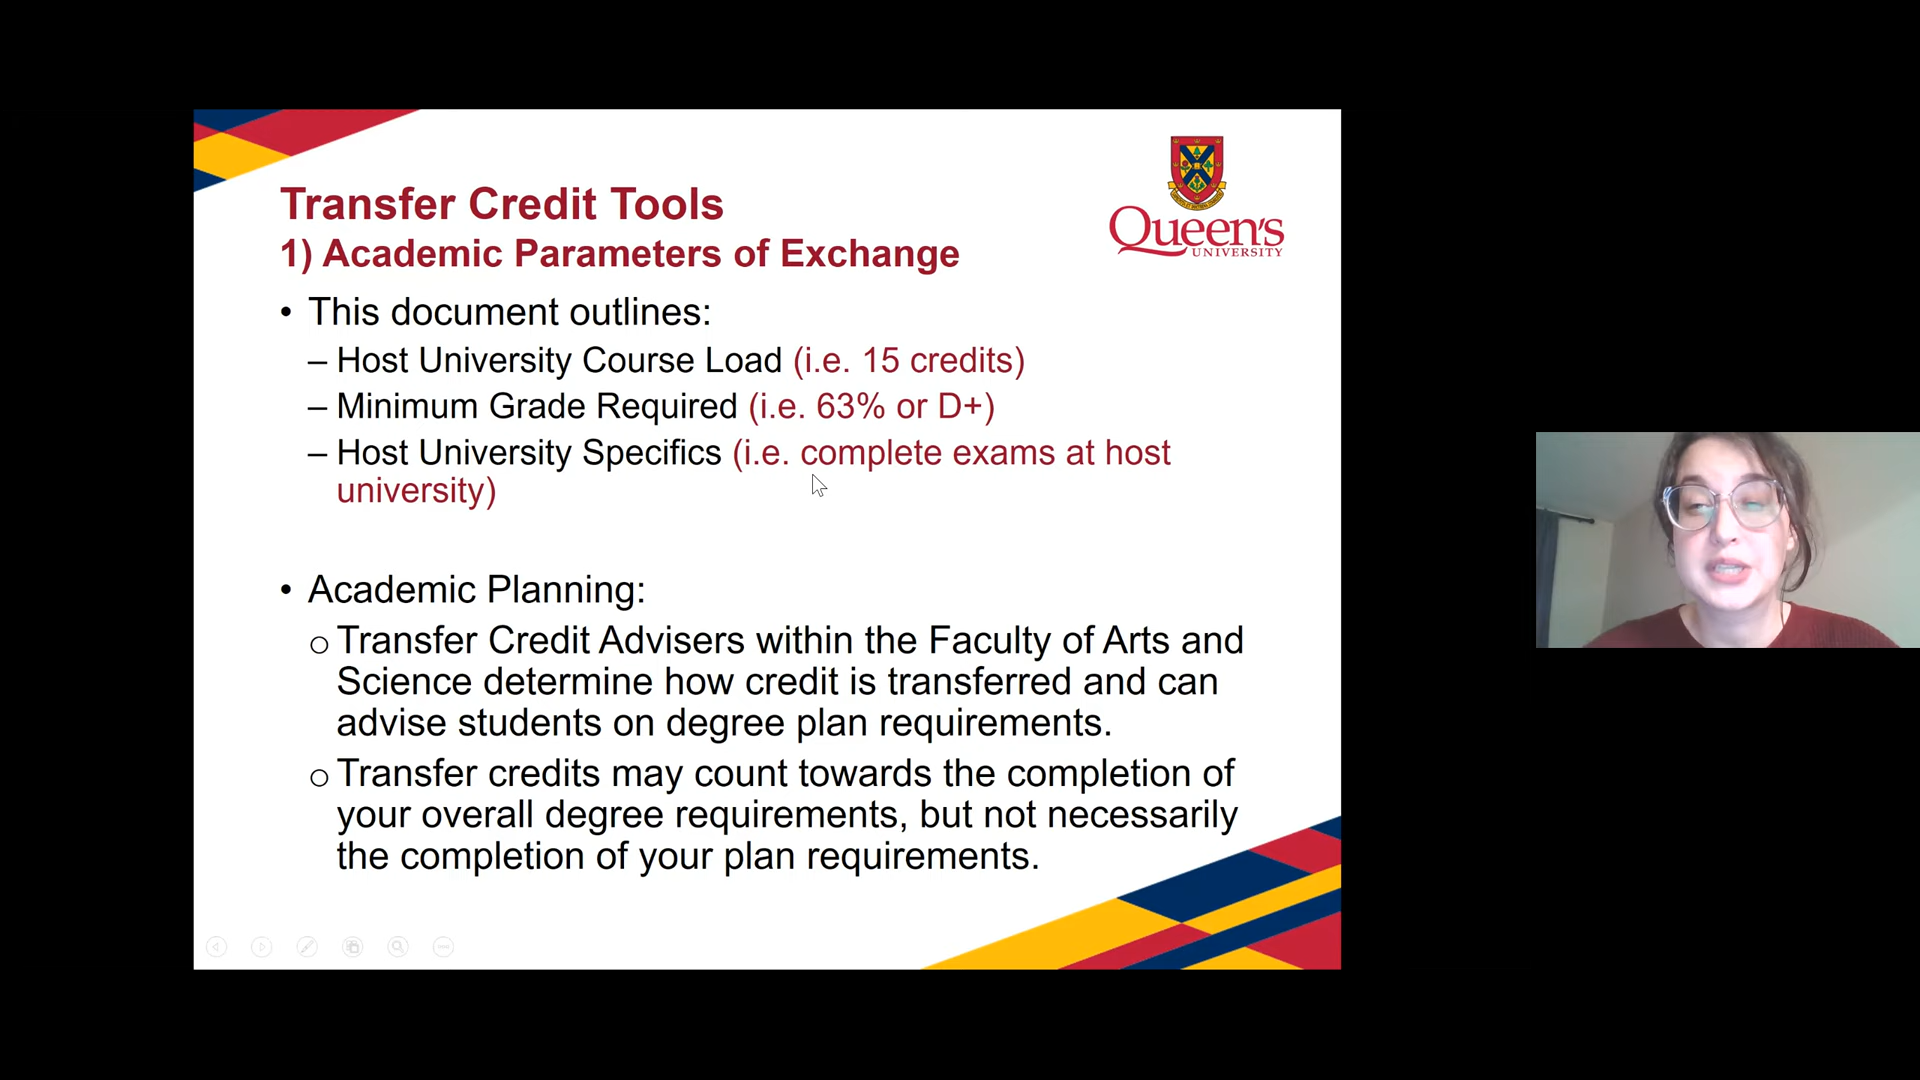 Transfer Credit Tools
1) Academic Parameters of Exchange
Queen's
UNIVERSITY
• This document outlines:
– Host University Course Load (i.e. 15 credits)
– Minimum Grade Required (i.e. 63% or D+)
– Host University Specifics (i.e. complete exams at host
university)
• Academic Planning:
o Transfer Credit Advisers within the Faculty of Arts and
Science determine how credit is transferred and can
advise students on degree plan requirements.
o Transfer credits may count towards the completion of
your overall degree requirements, but not necessarily
the completion of your plan requirements.